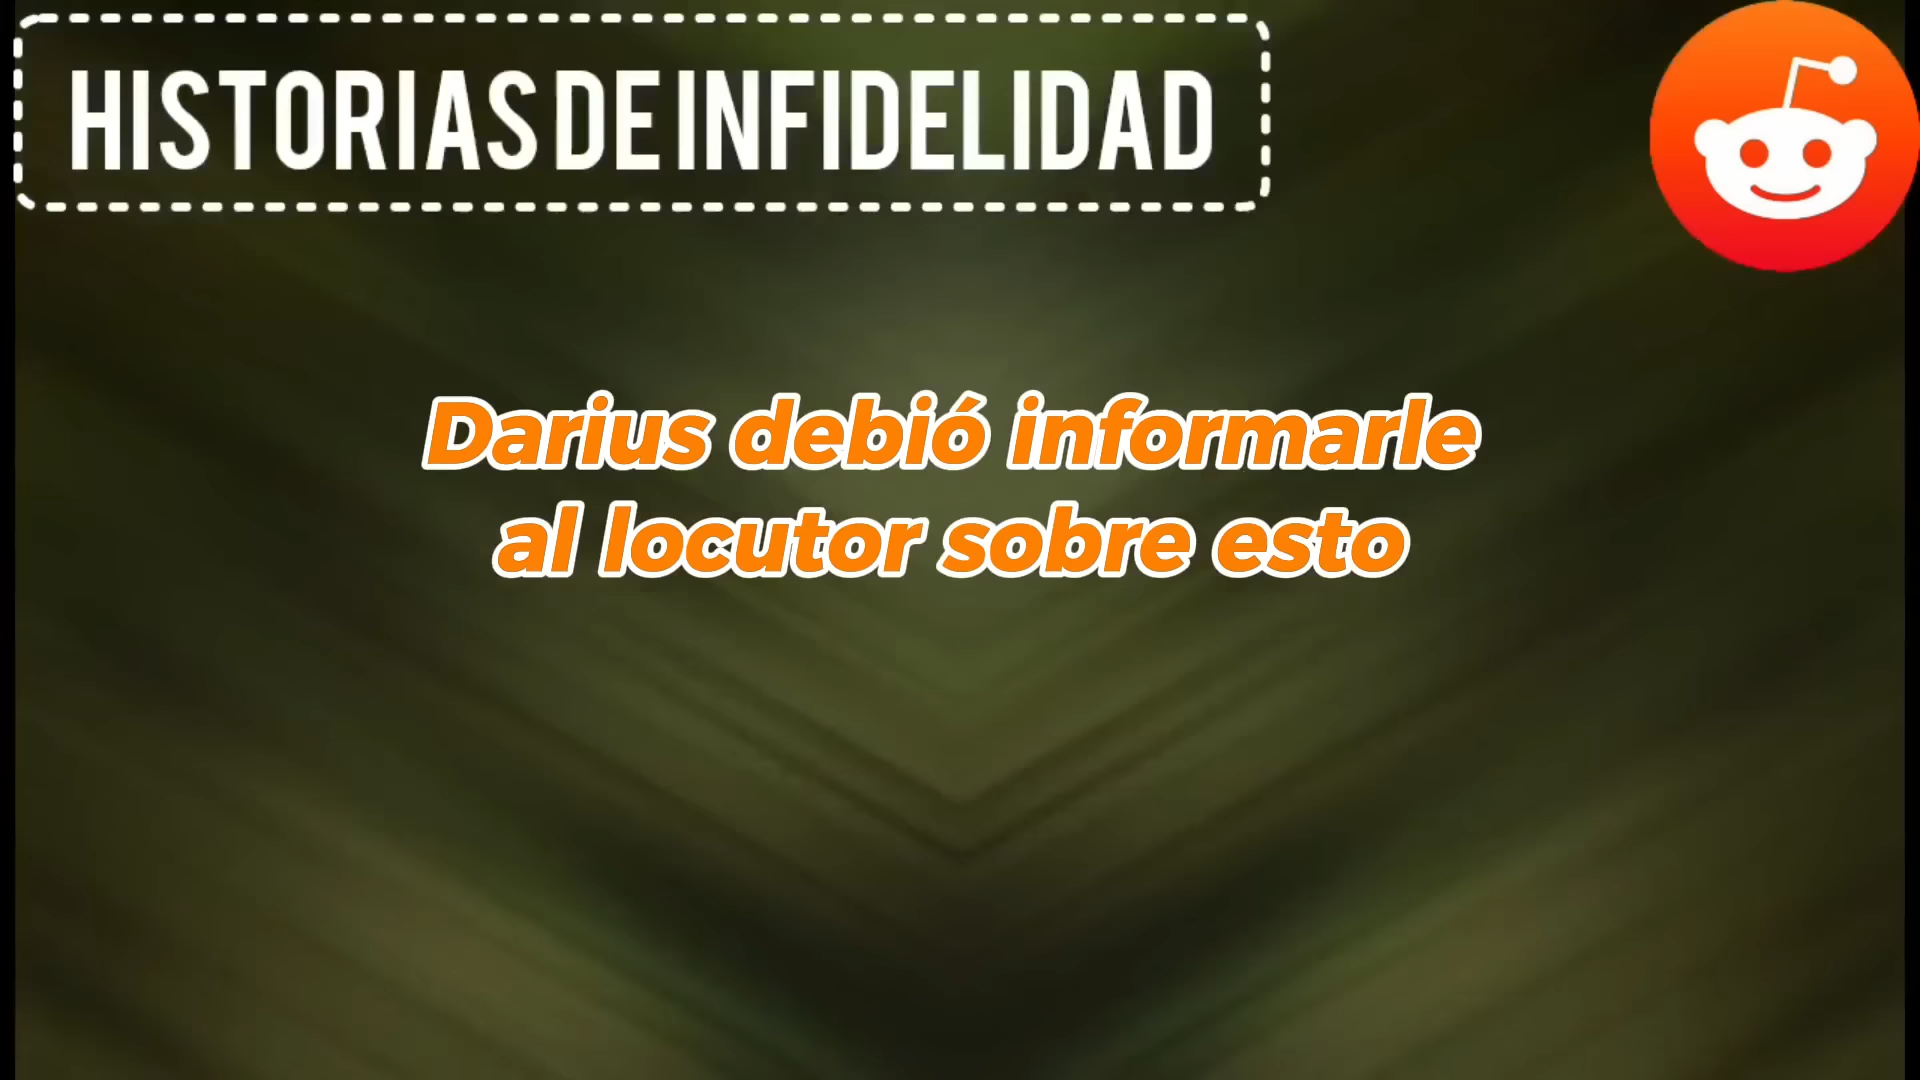 HISTORIAS DE INFIDELIDAD
Darius debió informarle
al locutor sobre esto